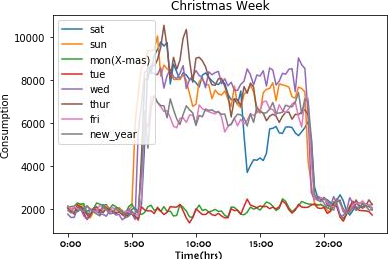 Christmas Week
Consumption
10000
8000
6000
4000
2000
sat
sun
mon(X-mas)
tue
wed
thur
fri
new_year
0:00
5:00
10:00
15:00
20:00
Time(hrs)